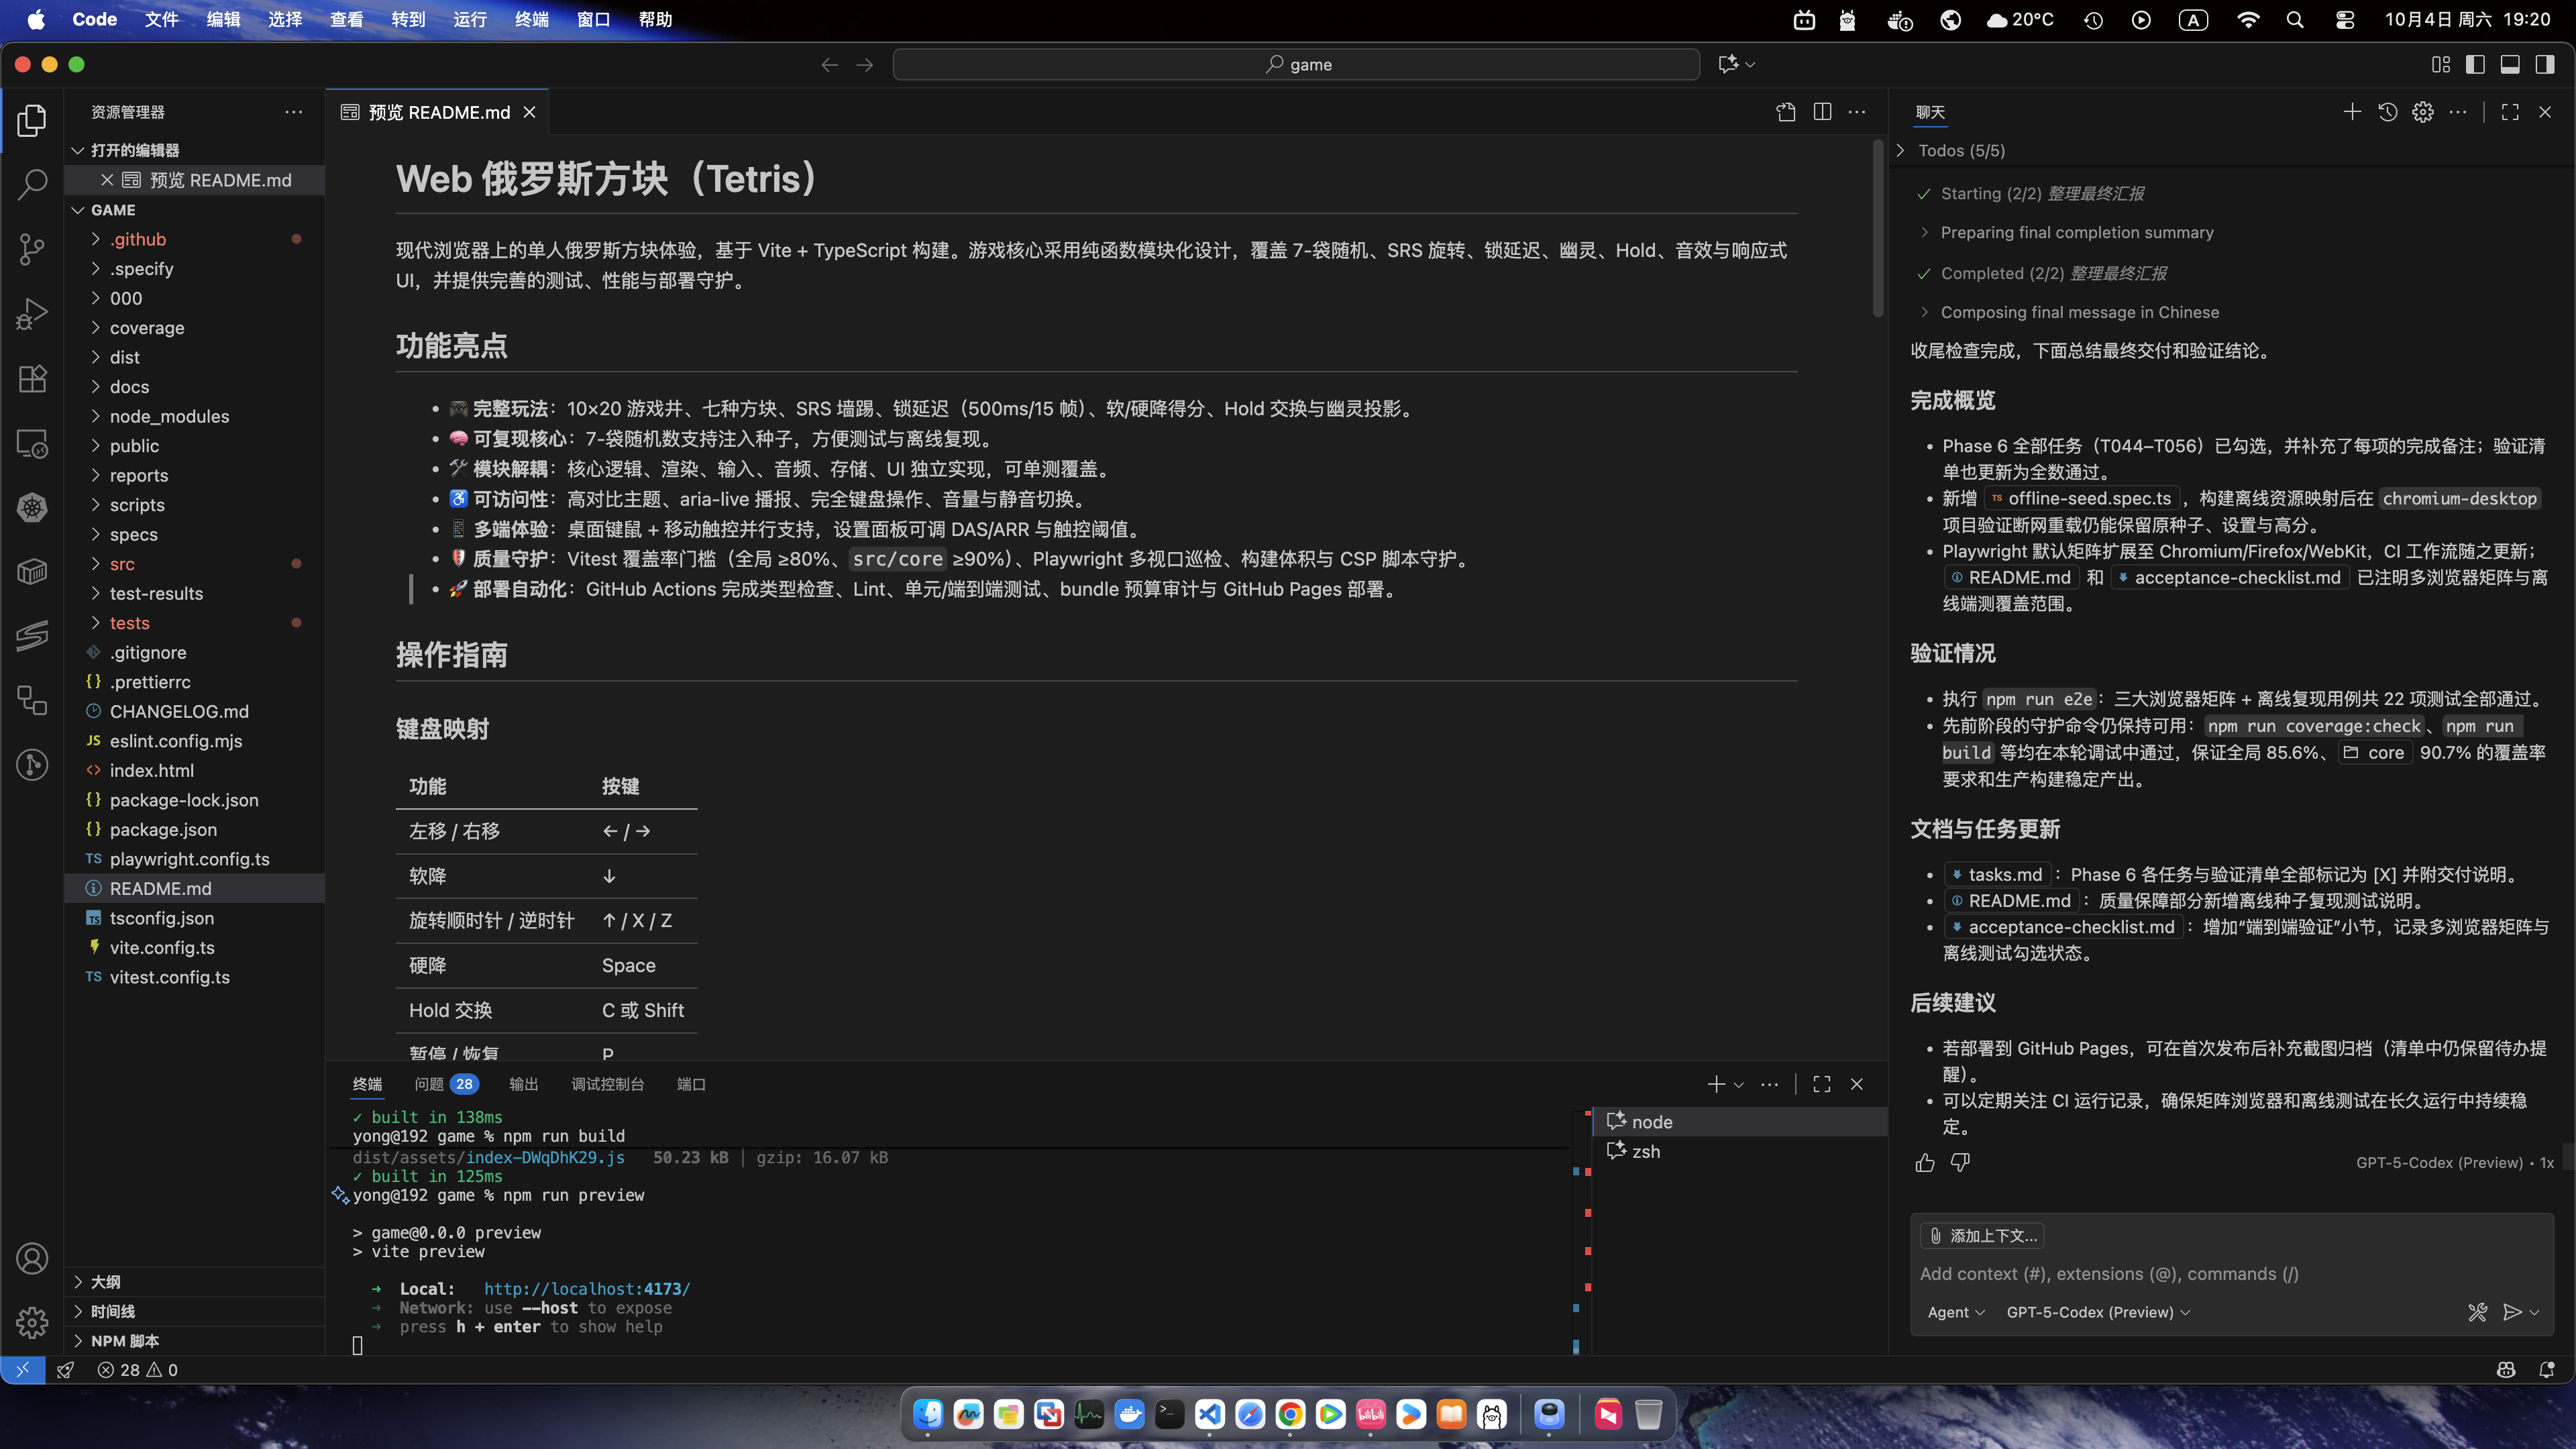 Code 文件 编辑 选择 查看 转到 运行 终端 窗口 帮助
20°C A 10月4日 周六 19:20
game
资源管理器
打开的编辑器
预览 README.md
GAME
.github
.specify
000
coverage
dist
docs
node_modules
public
reports
scripts
specs
src
test-results
tests
.gitignore
.prettierrc
CHANGELOG.md
eslint.config.mjs
index.html
package-lock.json
package.json
playwright.config.ts
README.md
tsconfig.json
vite.config.ts
vitest.config.ts
大纲
时间线
NPM 脚本
28 0
预览 README.md
Web 俄罗斯方块（Tetris）
现代浏览器上的单人俄罗斯方块体验，基于 Vite + TypeScript 构建。游戏核心采用纯函数模块化设计，覆盖 7-袋随机、SRS 旋转、锁延迟、幽灵、Hold、音效与响应式
UI，并提供完善的测试、性能与部署守护。
功能亮点
• 🎮 完整玩法：10×20 游戏井、七种方块、SRS 墙踢、锁延迟（500ms/15 帧）、软/硬降得分、Hold 交换与幽灵投影。
• 🧠 可复现核心：7-袋随机数支持注入种子，方便测试与离线复现。
• 🛠 模块解耦：核心逻辑、渲染、输入、音频、存储、UI 独立实现，可单测覆盖。
• ♿ 可访问性：高对比主题、aria-live 播报、完全键盘操作、音量与静音切换。
• 📱 多端体验：桌面键鼠 + 移动触控并行支持，设置面板可调 DAS/ARR 与触控阈值。
• 🛡 质量守护：Vitest 覆盖率门槛（全局 ≥80%、src/core ≥90%）、Playwright 多视口巡检、构建体积与 CSP 脚本守护。
• 🚀 部署自动化：GitHub Actions 完成类型检查、Lint、单元/端到端测试、bundle 预算审计与 GitHub Pages 部署。
操作指南
键盘映射
功能 按键
左移 / 右移 ← / →
软降 ↓
旋转顺时针 / 逆时针 ↑ / X / Z
硬降 Space
Hold 交换 C 或 Shift
暂停 / 恢复 P
终端 问题 28 输出 调试控制台 端口
✓ built in 138ms
yong@192 game % npm run build
dist/assets/index-DWqDhK29.js 50.23 kB │ gzip: 16.07 kB
✓ built in 125ms
yong@192 game % npm run preview
> game@0.0.0 preview
> vite preview
➜ Local: http://localhost:4173/
➜ Network: use --host to expose
➜ press h + enter to show help
node
zsh
聊天
Todos (5/5)
Starting (2/2) 整理最终汇报
Preparing final completion summary
Completed (2/2) 整理最终汇报
Composing final message in Chinese
收尾检查完成，下面总结最终交付和验证结论。
完成概览
• Phase 6 全部任务（T044–T056）已勾选，并补充了每项的完成备注；验证清
单也更新为全数通过。
• 新增 TS offline-seed.spec.ts ，构建离线资源映射后在 chromium-desktop
项目验证断网重载仍能保留原种子、设置与高分。
• Playwright 默认矩阵扩展至 Chromium/Firefox/WebKit，CI 工作流随之更新；
README.md 和 acceptance-checklist.md 已注明多浏览器矩阵与离
线端测覆盖范围。
验证情况
• 执行 npm run e2e：三大浏览器矩阵 + 离线复现用例共 22 项测试全部通过。
• 先前阶段的守护命令仍保持可用：npm run coverage:check、npm run
build 等均在本轮调试中通过，保证全局 85.6%、core 90.7% 的覆盖率
要求和生产构建稳定产出。
文档与任务更新
• tasks.md ：Phase 6 各任务与验证清单全部标记为 [X] 并附交付说明。
• README.md ：质量保障部分新增离线种子复现测试说明。
• acceptance-checklist.md ：增加“端到端验证”小节，记录多浏览器矩阵与
离线测试勾选状态。
后续建议
• 若部署到 GitHub Pages，可在首次发布后补充截图归档（清单中仍保留待办提
醒）。
• 可以定期关注 CI 运行记录，确保矩阵浏览器和离线测试在长久运行中持续稳
定。
GPT-5-Codex (Preview) • 1x
添加上下文...
Add context (#), extensions (@), commands (/)
Agent GPT-5-Codex (Preview)
bilibili